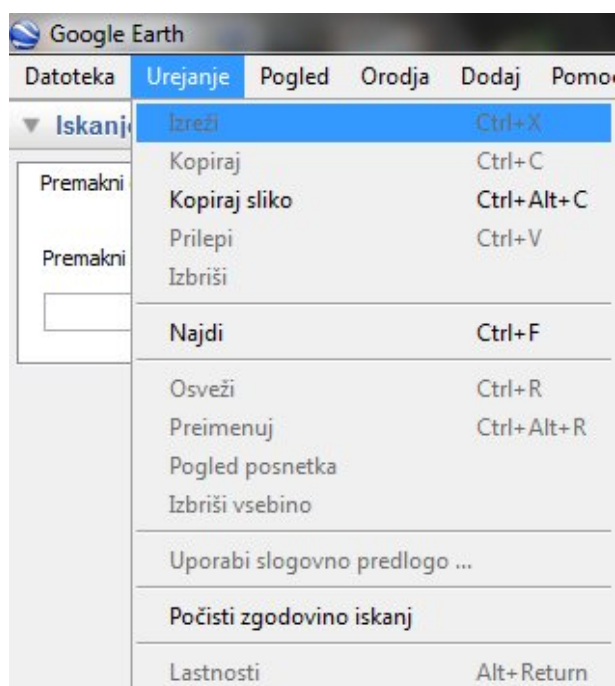 Google Earth
Datoteka Urejanje Pogled Orodja Dodaj Pomo
Iskanj
Premakni
Premakni
Izreži Ctrl+X
Kopiraj Ctrl+C
Kopiraj sliko Ctrl+Alt+C
Prilepi Ctrl+V
Izbriši
Najdi Ctrl+F
Osveži Ctrl+R
Preimenuj Ctrl+Alt+R
Pogled posnetka
Izbriši vsebino
Uporabi slogovno predlogo ...
Počisti zgodovino iskanj
Lastnosti Alt+Return